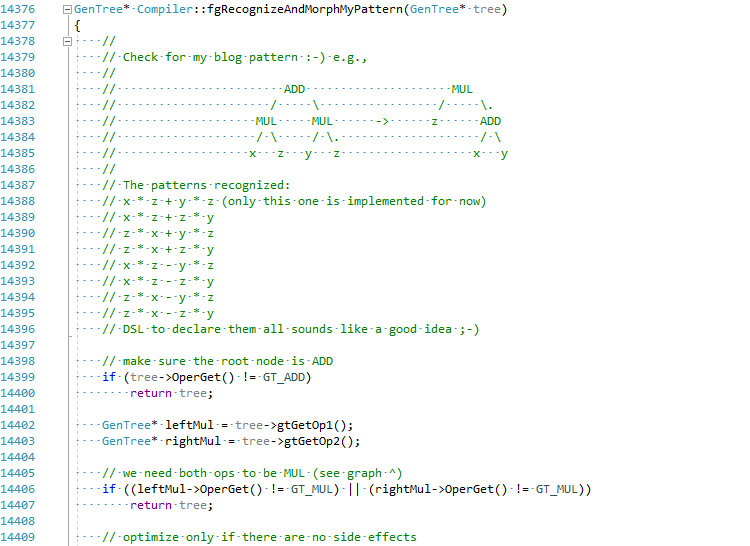 14376 GenTree* Compiler::fgRecognizeAndMorphMyPattern(GenTree* tree)
14377 {
14378 //
14379 // Check for my blog pattern :-) e.g.,
14380 //
14381 // ADD MUL
14382 // / \ / \.
14383 // MUL MUL -> z ADD
14384 // / \ / \. / \
14385 // x z y z x y
14386 //
14387 // The patterns recognized:
14388 // x * z + y * z (only this one is implemented for now)
14389 // x * z + z * y
14390 // z * x + y * z
14391 // z * x + z * y
14392 // x * z - y * z
14393 // x * z - z * y
14394 // z * x - y * z
14395 // z * x - z * y
14396 // DSL to declare them all sounds like a good idea ;-)
14397
14398 // make sure the root node is ADD
14399 if (tree->OperGet() != GT_ADD)
14400 return tree;
14401
14402 GenTree* leftMul = tree->gtGetOp1();
14403 GenTree* rightMul = tree->gtGetOp2();
14404
14405 // we need both ops to be MUL (see graph ^)
14406 if ((leftMul->OperGet() != GT_MUL) || (rightMul->OperGet() != GT_MUL))
14407 return tree;
14408
14409 // optimize only if there are no side effects